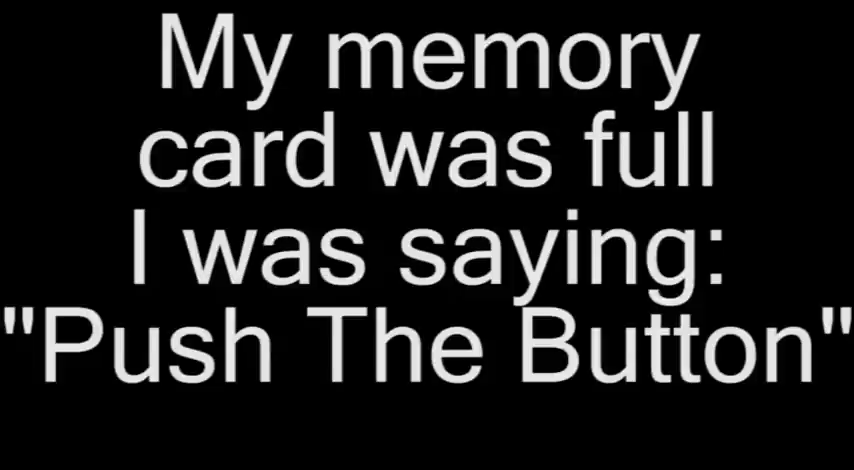 My memory
card was full
I was saying:
"Push The Button"